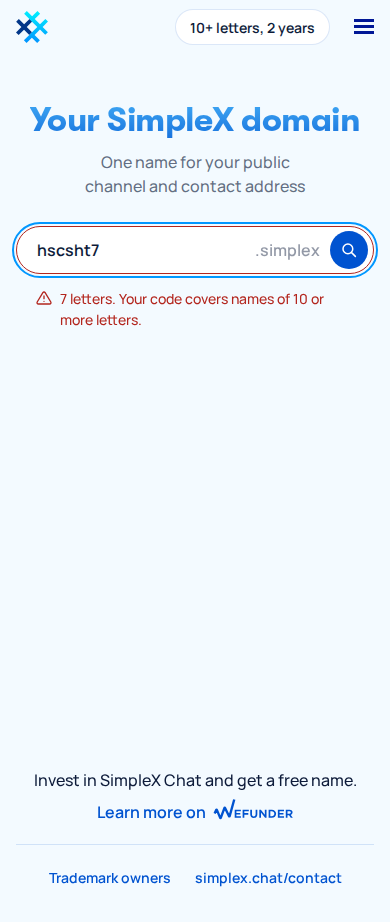 10+ letters, 2 years
Your SimpleX domain
One name for your public
channel and contact address
hscsht7 .simplex
7 letters. Your code covers names of 10 or
more letters.
Invest in SimpleX Chat and get a free name.
Learn more on WEFUNDER
Trademark owners simplex.chat/contact